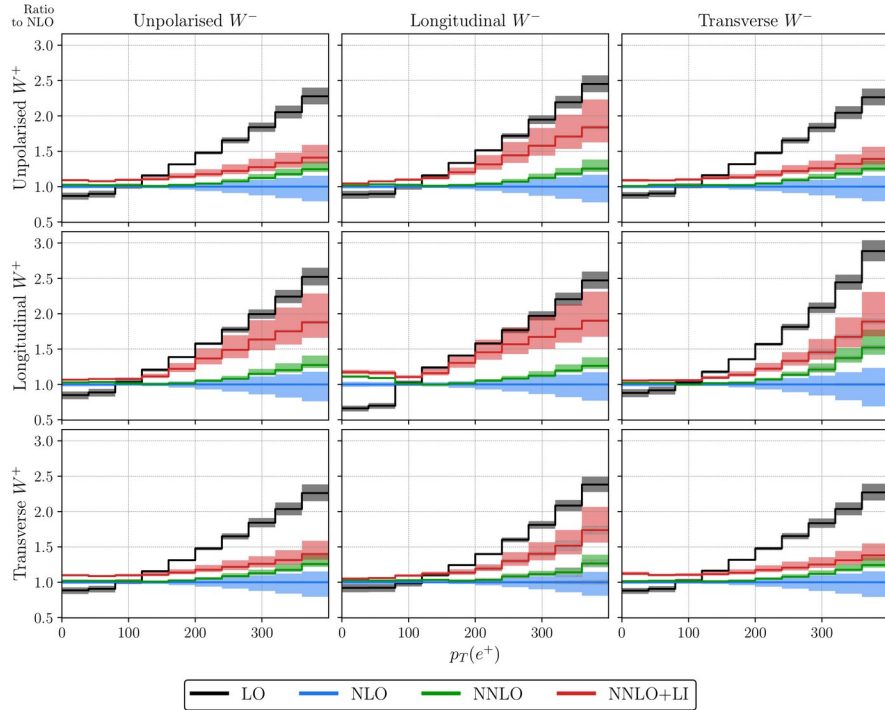 Ratio
to NLO
Unpolarised W⁻
Longitudinal W⁻
Transverse W⁻
Unpolarised W⁺
3.0
2.5
2.0
1.5
1.0
0.5
Longitudinal W⁺
3.0
2.5
2.0
1.5
1.0
0.5
Transverse W⁺
3.0
2.5
2.0
1.5
1.0
0.5
0 100 200 300
0 100 200 300
0 100 200 300
p_T(e⁺)
LO NLO NNLO NNLO+LI